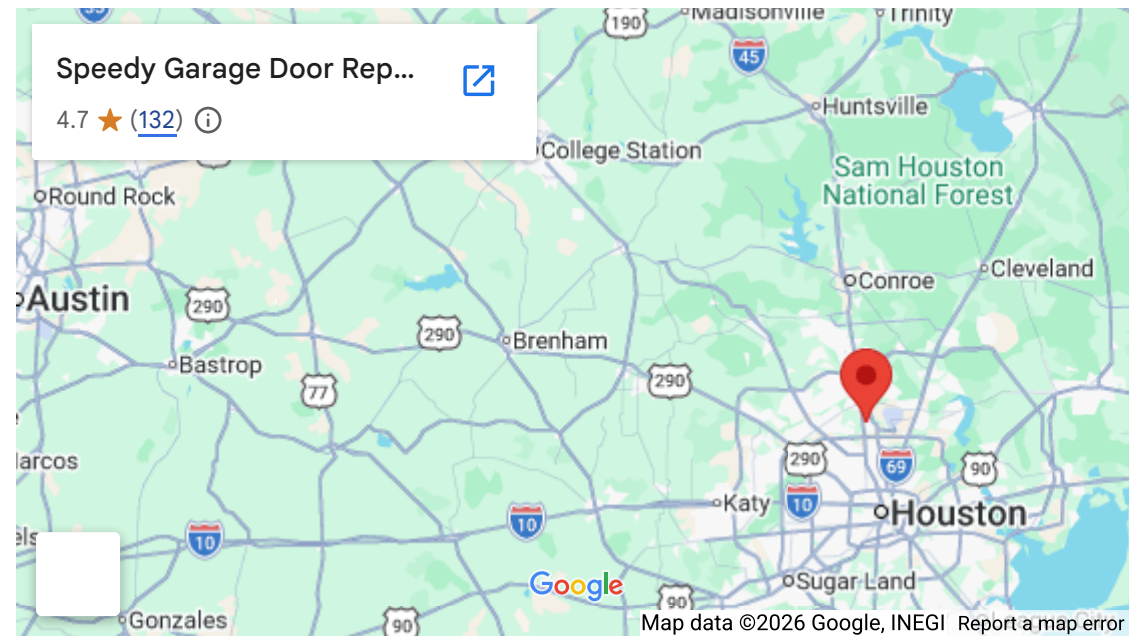 35
190
Madisonville
Trinity
45
Speedy Garage Door Rep...
4.7 ★ (132)
Huntsville
College Station
Sam Houston
National Forest
Round Rock
Cleveland
Conroe
Austin
290
290
Brenham
Bastrop
77
290
290
69
90
arcos
Katy
10
Houston
10
10
els
Google
Sugar Land
90
Gonzales
90
Map data ©2026 Google, INEGI
Report a map error